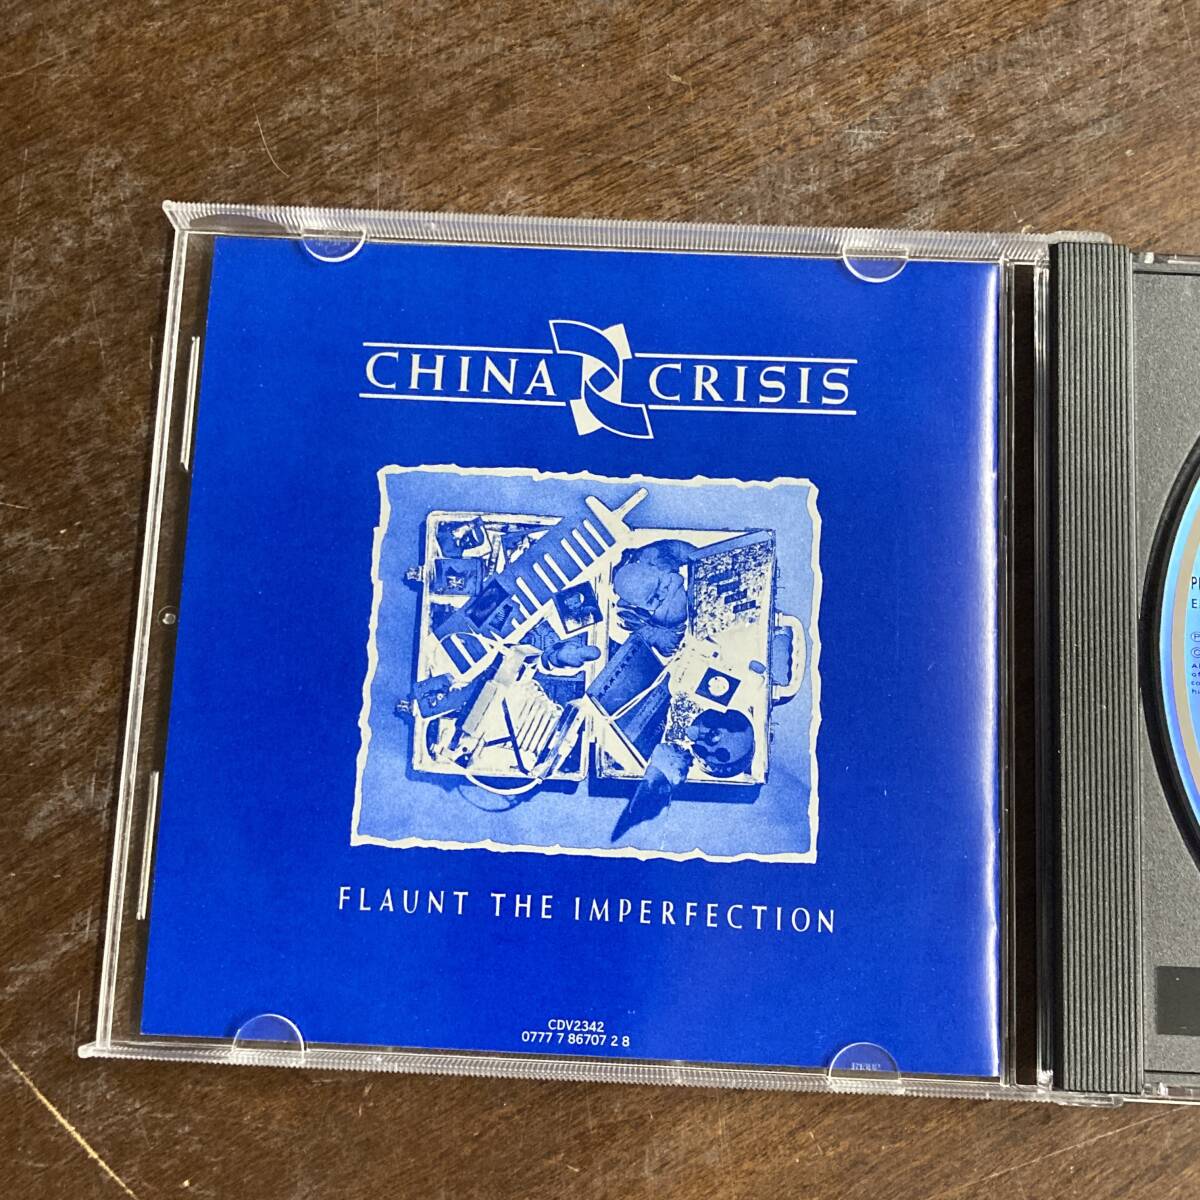 CHINA CRISIS
FLAUNT THE IMPERFECTION
CDV2342
0777 7 86707 2 8